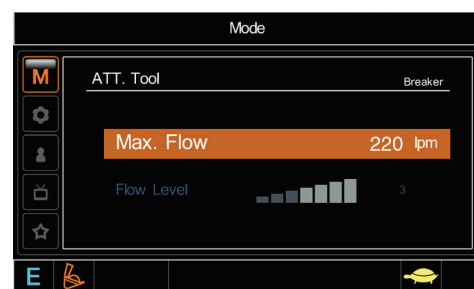 Mode
M
ATT. Tool Breaker
Max. Flow 220 lpm
Flow Level 3
E